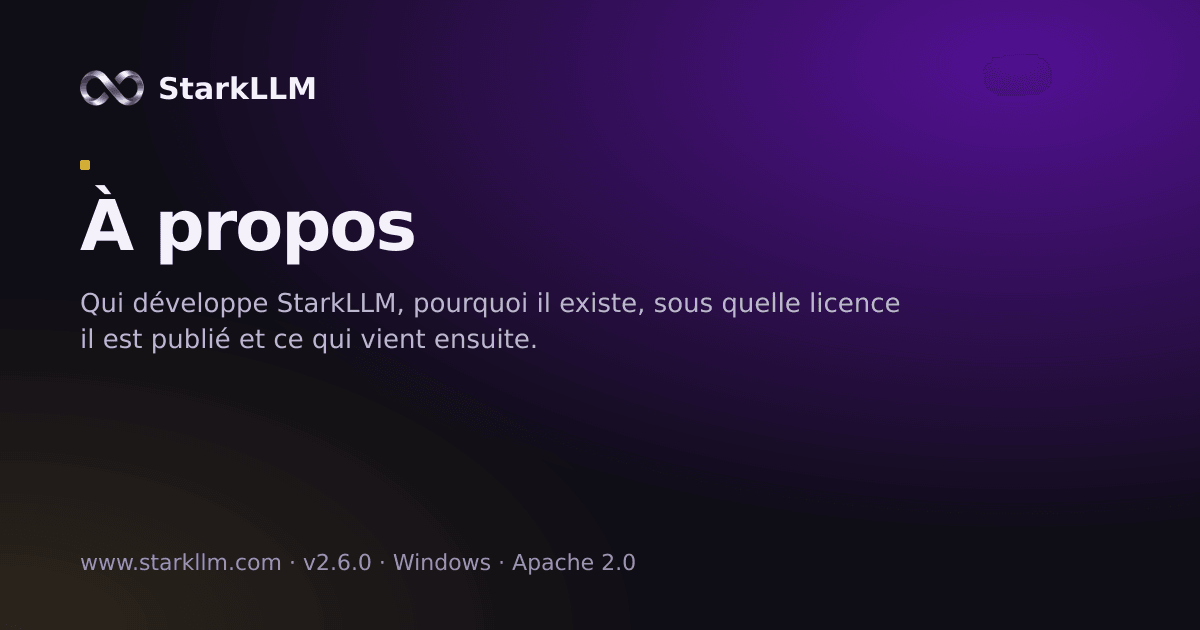 StarkLLM
À propos
Qui développe StarkLLM, pourquoi il existe, sous quelle licence
il est publié et ce qui vient ensuite.
www.starkllm.com · v2.6.0 · Windows · Apache 2.0